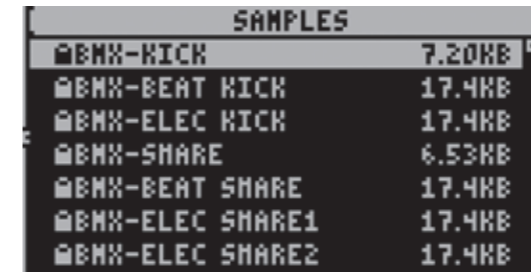 SAMPLES
BMX-KICK 7.20KB
BMX-BEAT KICK 17.4KB
BMX-ELEC KICK 17.4KB
BMX-SNARE 6.53KB
BMX-BEAT SNARE 17.4KB
BMX-ELEC SNARE1 17.4KB
BMX-ELEC SNARE2 17.4KB